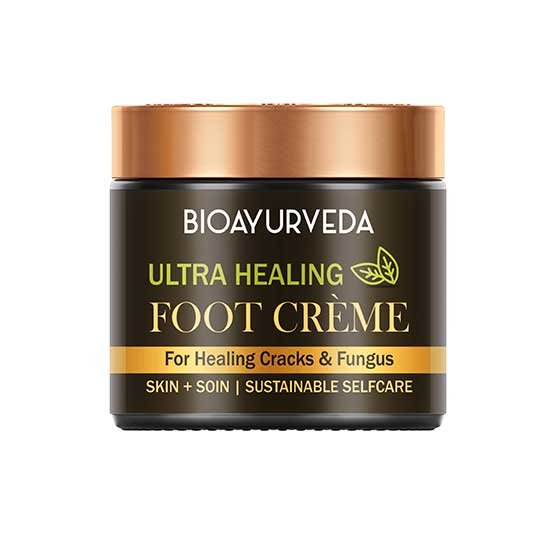 BIOAYURVEDA
ULTRA HEALING
FOOT CRÈME
For Healing Cracks & Fungus
SKIN + SOIN | SUSTAINABLE SELFCARE